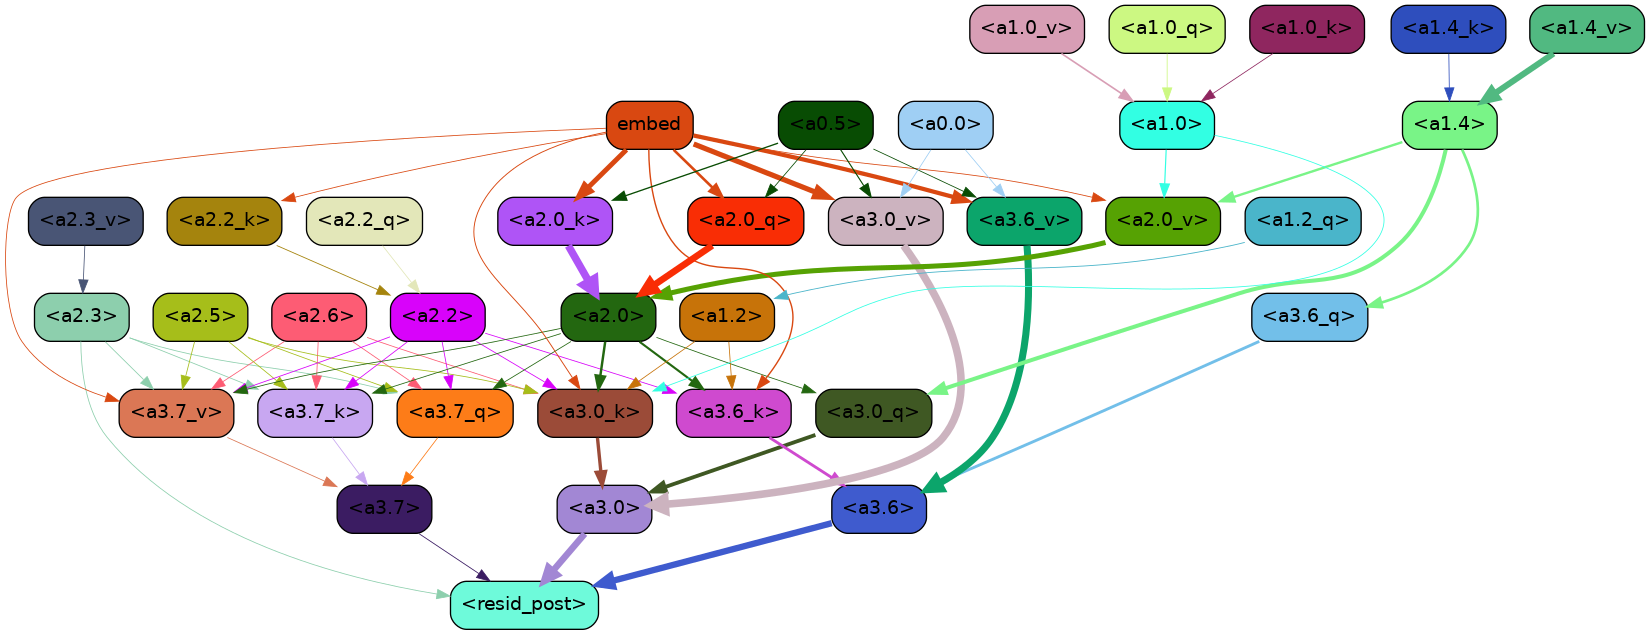 <a1.0_v> <a1.0_q> <a1.0_k> <a1.4_k> <a1.4_v>
embed <a0.5> <a0.0> <a1.0> <a1.4>
<a2.3_v> <a2.2_k> <a2.2_q> <a2.0_k> <a2.0_q> <a3.0_v> <a3.6_v> <a2.0_v> <a1.2_q>
<a2.3> <a2.5> <a2.6> <a2.2> <a2.0> <a1.2> <a3.6_q>
<a3.7_v> <a3.7_k> <a3.7_q> <a3.0_k> <a3.6_k> <a3.0_q>
<a3.7> <a3.0> <a3.6>
<resid_post>